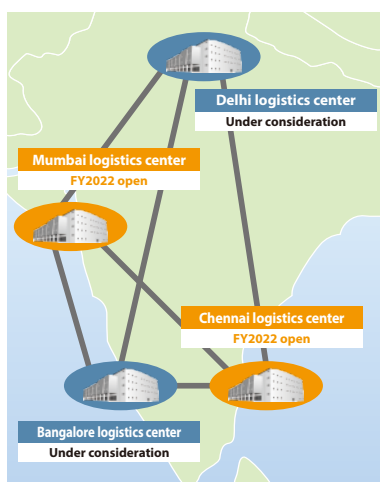 Delhi logistics center
Under consideration
Mumbai logistics center
FY2022 open
Chennai logistics center
FY2022 open
Bangalore logistics center
Under consideration